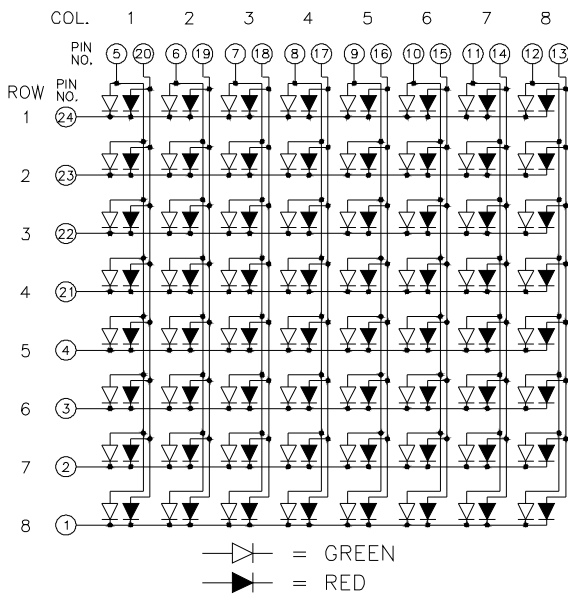 COL. 1 2 3 4 5 6 7 8
PIN NO. 5 20 6 19 7 18 8 17 9 16 10 15 11 14 12 13
ROW PIN NO.
1 24
2 23
3 22
4 21
5 4
6 3
7 2
8 1
= GREEN
= RED